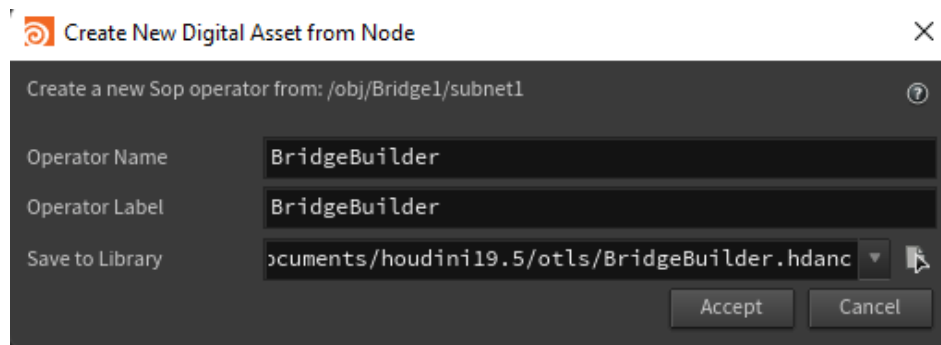 Create New Digital Asset from Node
Create a new Sop operator from: /obj/Bridge1/subnet1
Operator Name BridgeBuilder
Operator Label BridgeBuilder
Save to Library ocuments/houdini19.5/otls/BridgeBuilder.hdanc
Accept Cancel